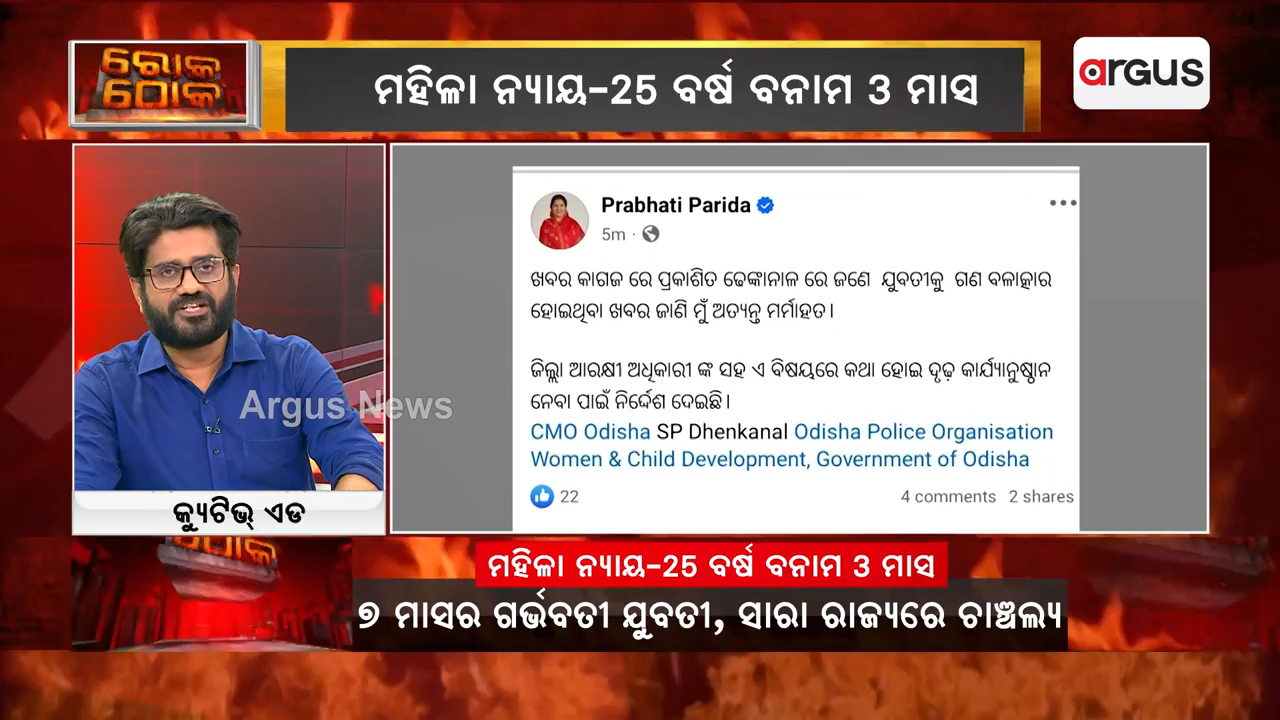 ରୋକ
ଠୋକ
ମହିଳା ନ୍ୟାୟ-25 ବର୍ଷ ବନାମ 3 ମାସ
argus
Prabhati Parida
5m
ଖବର କାଗଜ ରେ ପ୍ରକାଶିତ ଢେଙ୍କାନାଳ ରେ ଜଣେ ଯୁବତୀକୁ ଗଣ ବଳାତ୍କାର
ହୋଇଥିବା ଖବର ଜାଣି ମୁଁ ଅତ୍ୟନ୍ତ ମର୍ମାହତ।
ଜିଲ୍ଲା ଆରକ୍ଷୀ ଅଧିକାରୀ ଙ୍କ ସହ ଏ ବିଷୟରେ କଥା ହୋଇ ଦୃଢ଼ କାର୍ଯ୍ୟାନୁଷ୍ଠାନ
ନେବା ପାଇଁ ନିର୍ଦ୍ଦେଶ ଦେଇଛି।
CMO Odisha SP Dhenkanal Odisha Police Organisation
Women & Child Development, Government of Odisha
22
4 comments 2 shares
Argus News
କ୍ୟୁଟିଭ୍ ଏଡ
ଠୋକ
ମହିଳା ନ୍ୟାୟ-25 ବର୍ଷ ବନାମ 3 ମାସ
୭ ମାସର ଗର୍ଭବତୀ ଯୁବତୀ, ସାରା ରାଜ୍ୟରେ ଚାଞ୍ଚଲ୍ୟ